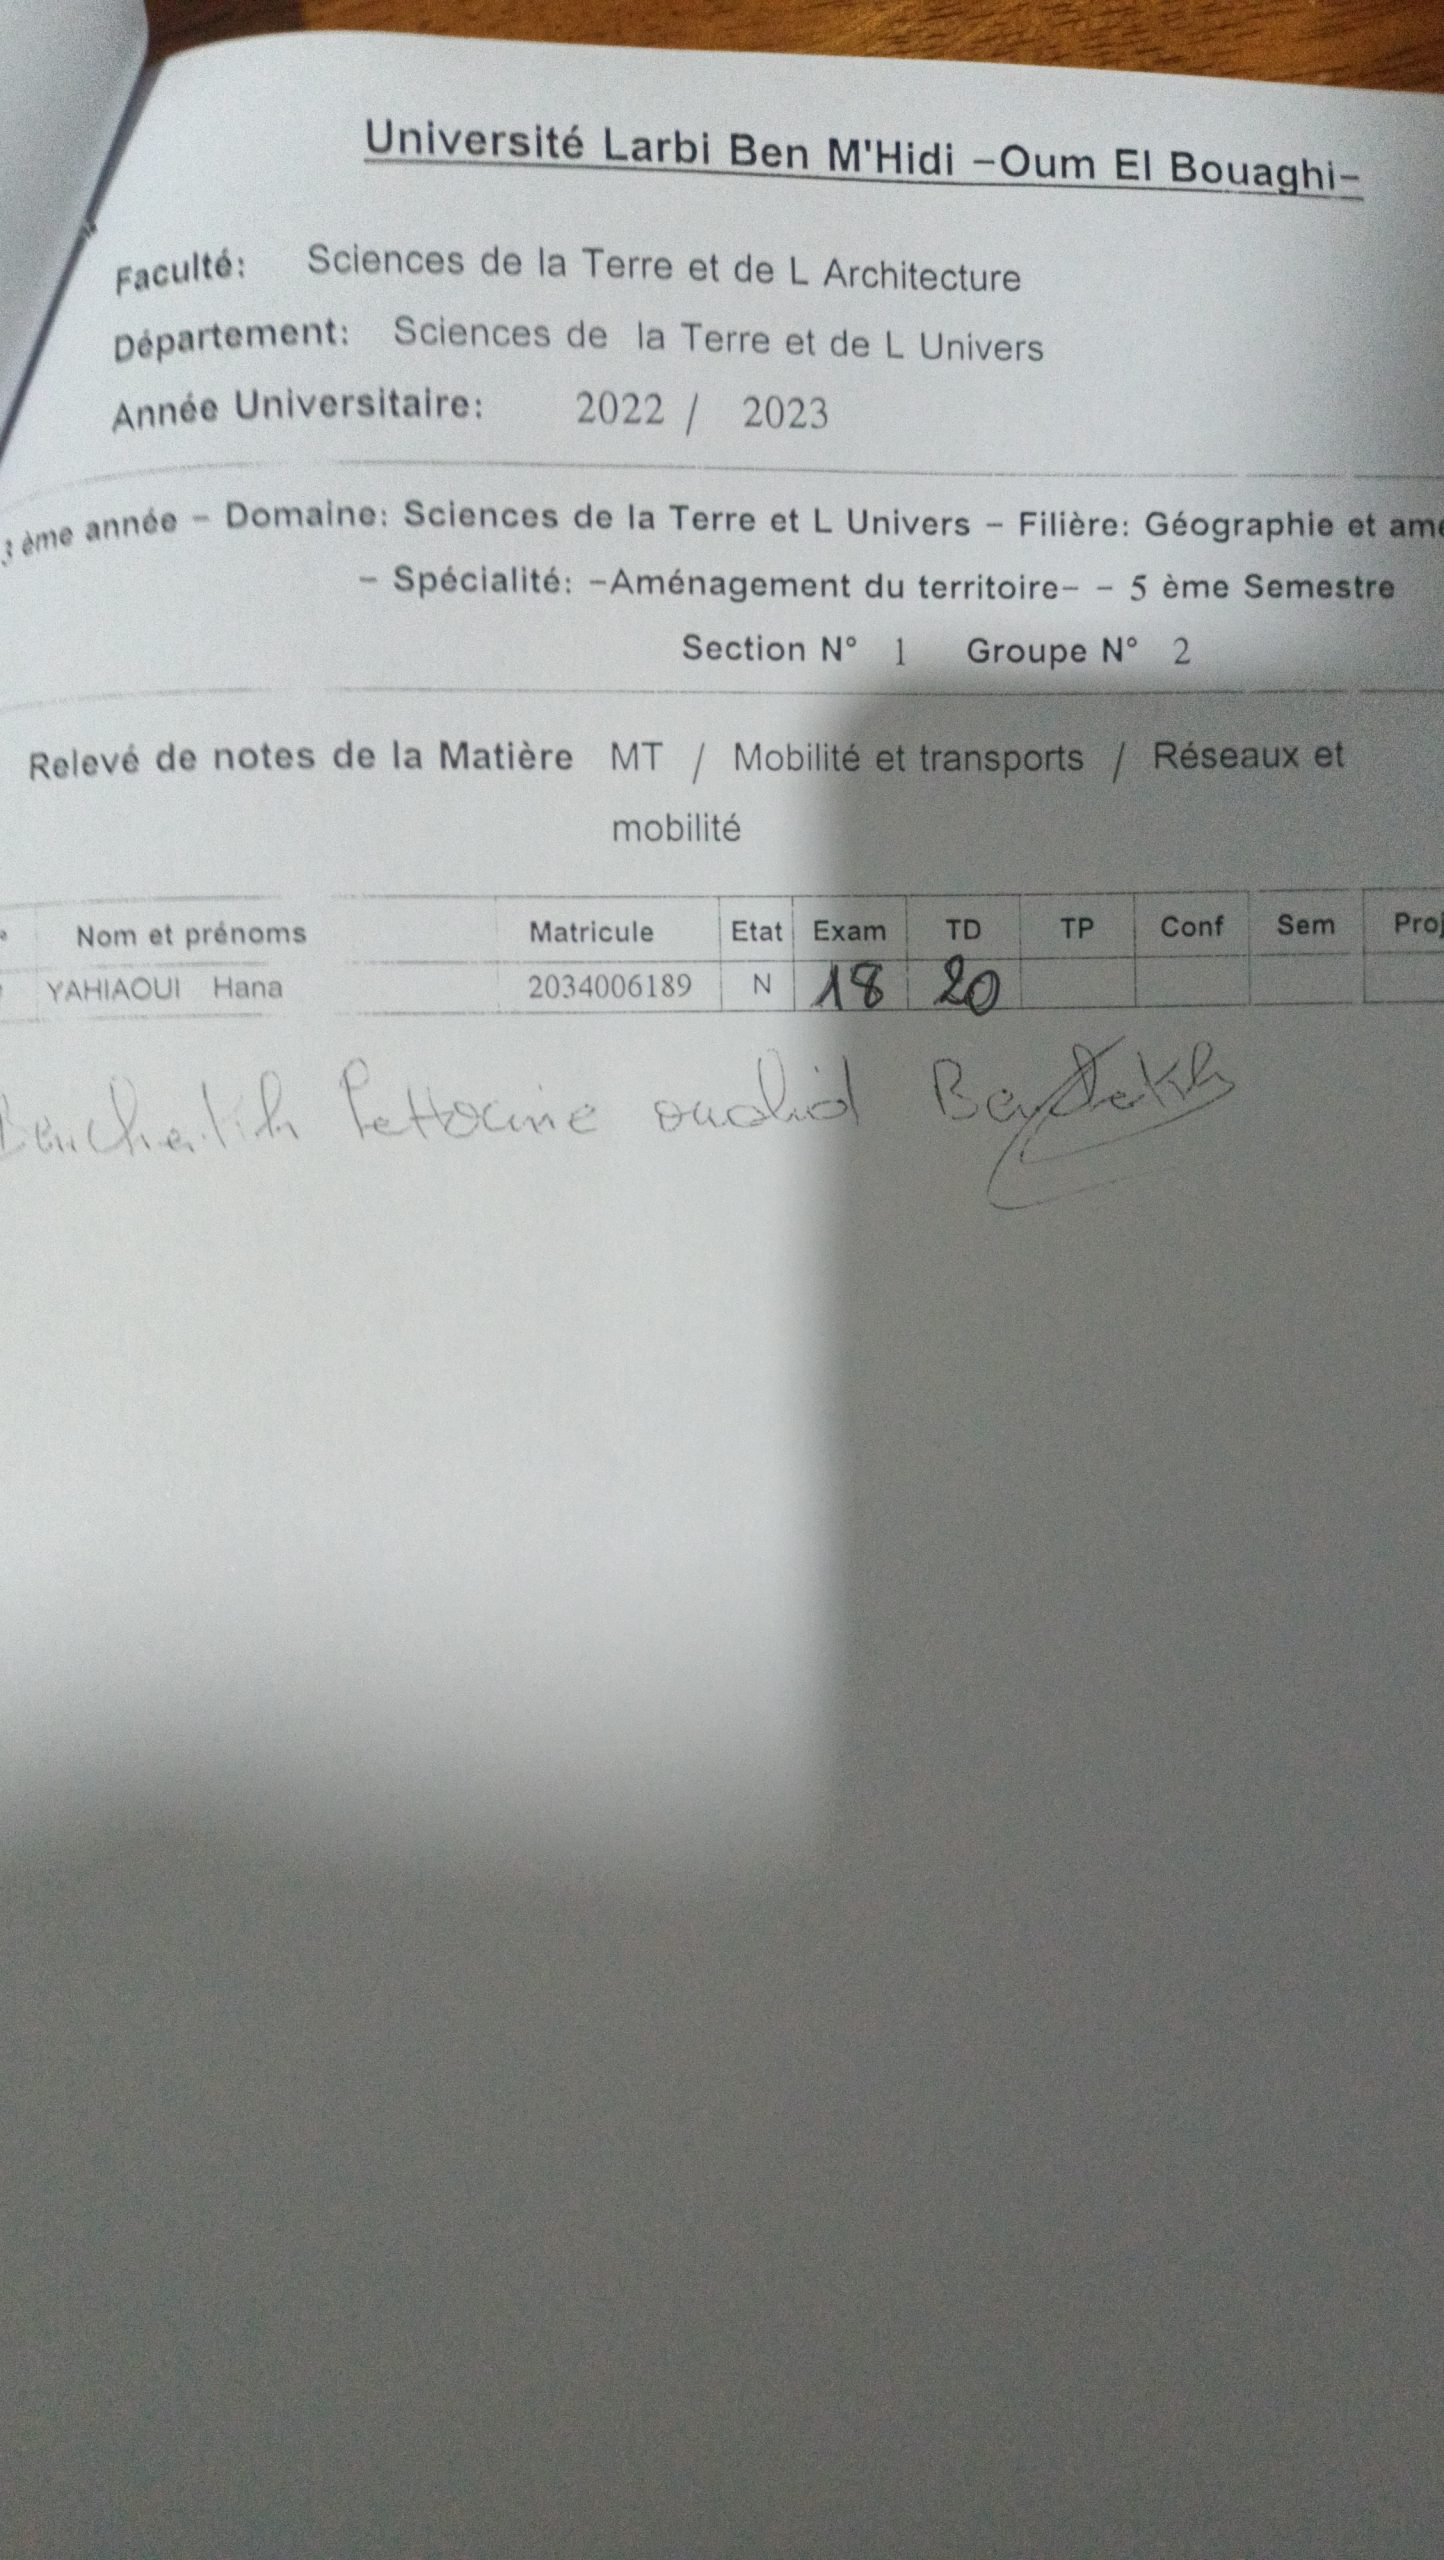 Université Larbi Ben M'Hidi –Oum El Bouaghi–
Faculté: Sciences de la Terre et de L Architecture
Département: Sciences de la Terre et de L Univers
Année Universitaire: 2022 / 2023
3 ème année – Domaine: Sciences de la Terre et L Univers – Filière: Géographie et amé
– Spécialité: –Aménagement du territoire– – 5 ème Semestre
Section N° 1 Groupe N° 2
Relevé de notes de la Matière MT / Mobilité et transports / Réseaux et
mobilité
Nom et prénoms Matricule Etat Exam TD TP Conf Sem Proj
YAHIAOUI Hana 2034006189 N 18 20